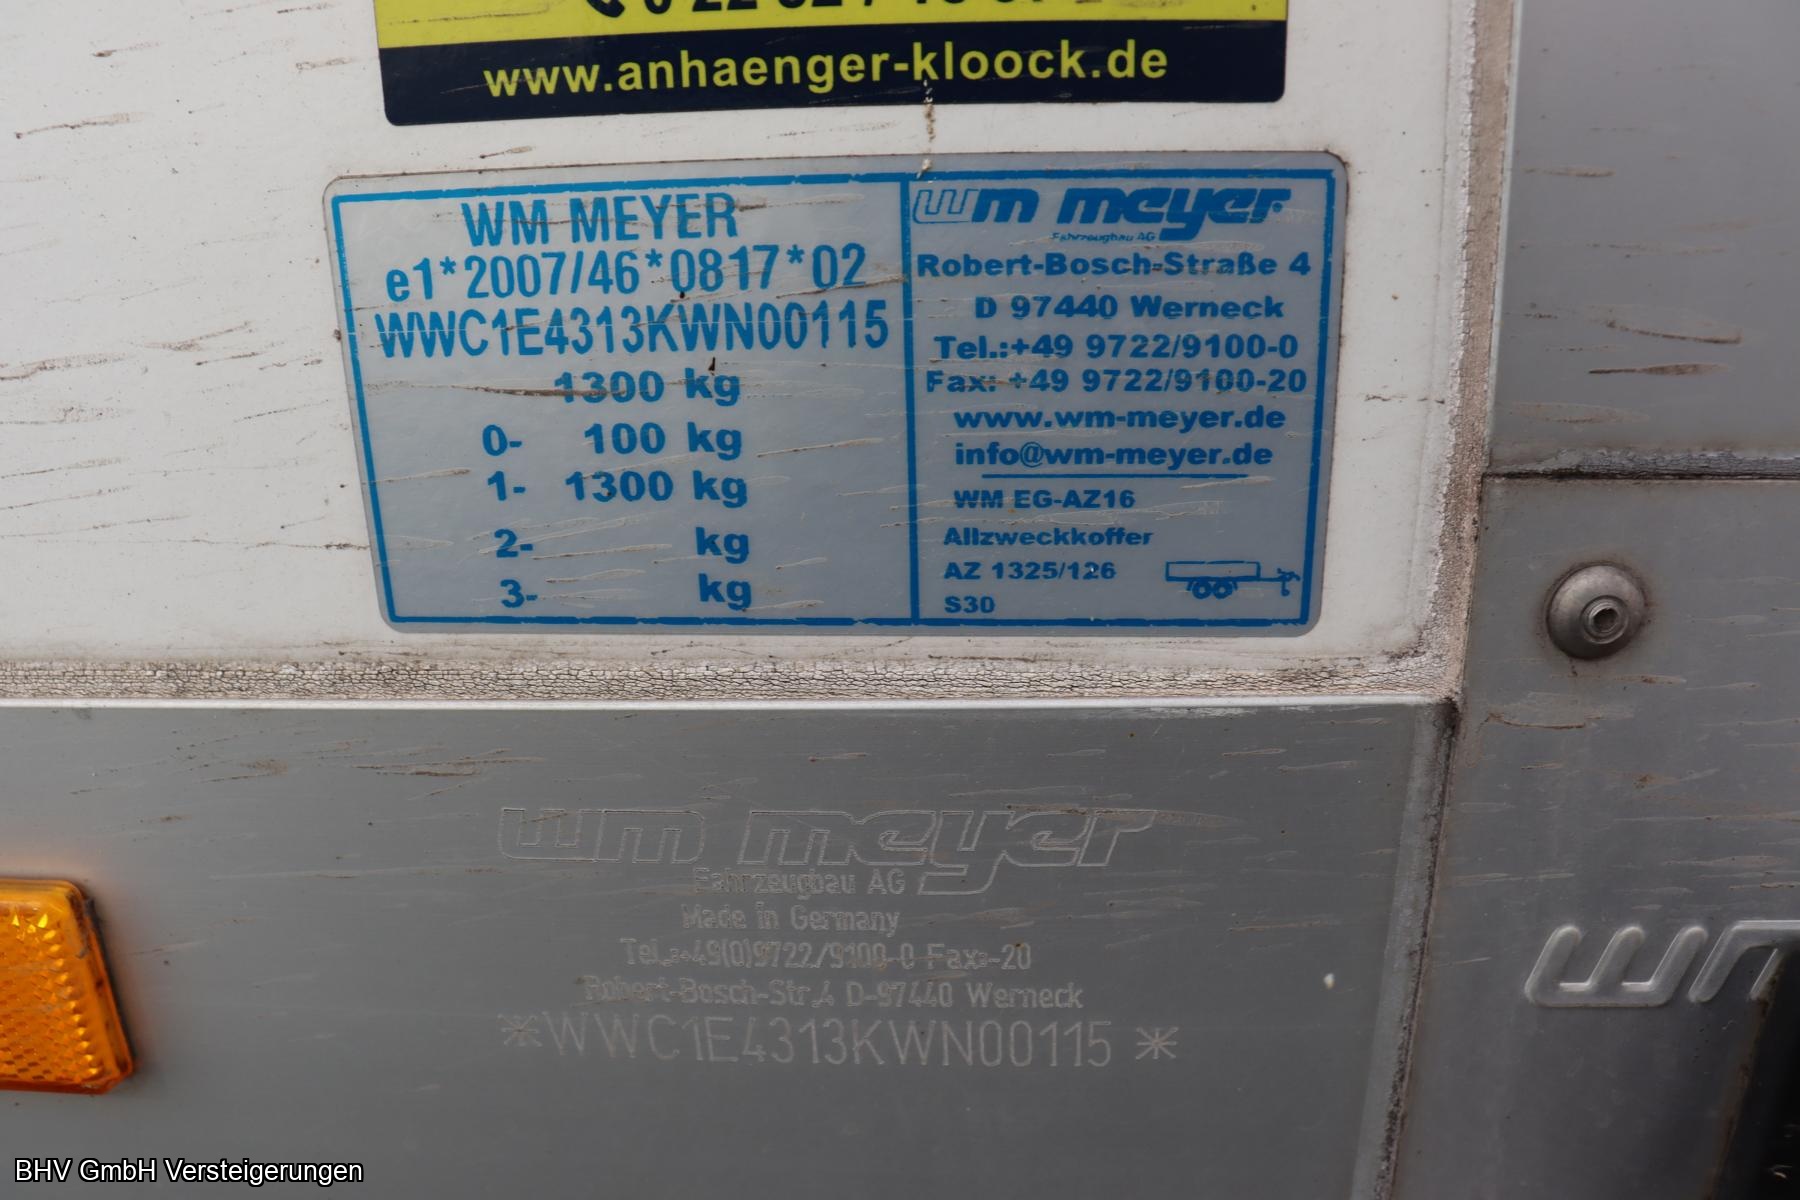 www.anhaenger-kloock.de
WM MEYER
e1*2007/46*0817*02
WWC1E4313KWN00115
1300 kg
0- 100 kg
1- 1300 kg
2- kg
3- kg
wm meyer
Fahrzeugbau AG
Robert-Bosch-Straße 4
D 97440 Werneck
Tel.:+49 9722/9100-0
Fax: +49 9722/9100-20
www.wm-meyer.de
info@wm-meyer.de
WM EG-AZ16
Allzweckkoffer
AZ 1325/126
S30
wm meyer
Fahrzeugbau AG
Made in Germany
Tel.:+49(0)9722/9100-0 Fax:-20
Robert-Bosch-Str.4 D-97440 Werneck
*WWC1E4313KWN00115*
wm
BHV GmbH Versteigerungen